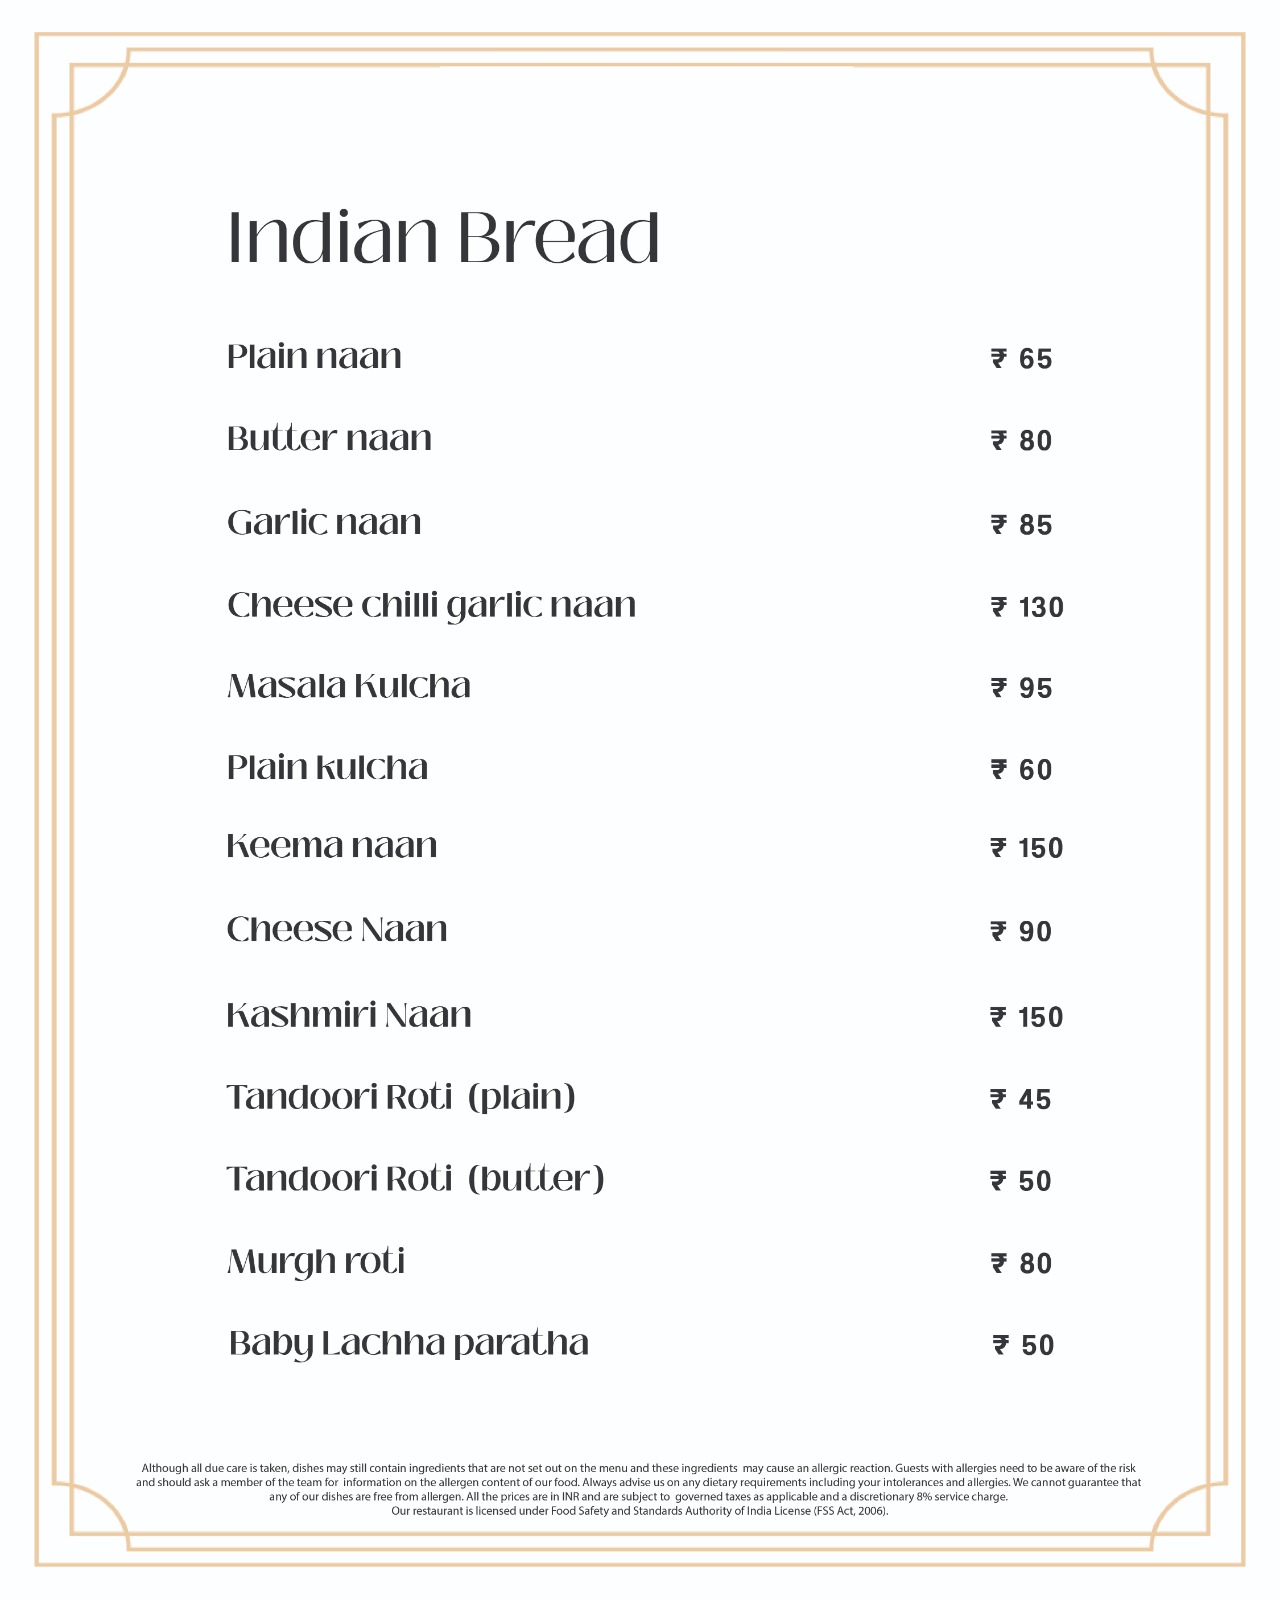 Indian Bread
Plain naan ₹ 65
Butter naan ₹ 80
Garlic naan ₹ 85
Cheese chilli garlic naan ₹ 130
Masala Kulcha ₹ 95
Plain kulcha ₹ 60
Keema naan ₹ 150
Cheese Naan ₹ 90
Kashmiri Naan ₹ 150
Tandoori Roti (plain) ₹ 45
Tandoori Roti (butter) ₹ 50
Murgh roti ₹ 80
Baby Lachha paratha ₹ 50
Although all due care is taken, dishes may still contain ingredients that are not set out on the menu and these ingredients may cause an allergic reaction. Guests with allergies need to be aware of the risk
and should ask a member of the team for information on the allergen content of our food. Always advise us on any dietary requirements including your intolerances and allergies. We cannot guarantee that
any of our dishes are free from allergen. All the prices are in INR and are subject to governed taxes as applicable and a discretionary 8% service charge.
Our restaurant is licensed under Food Safety and Standards Authority of India License (FSS Act, 2006).